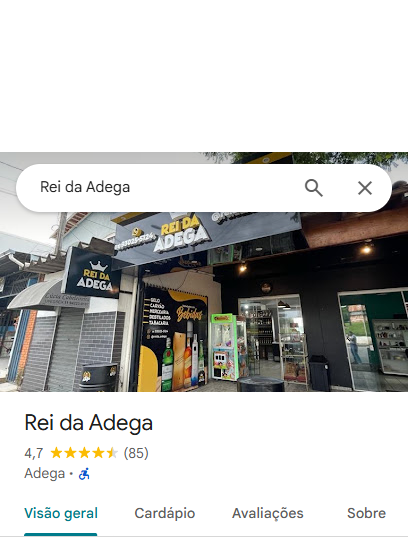 Rei da Adega
REI DA
ADEGA
REI DA
ADEGA
GELO
CARVÃO
MERCEARIA
DESTILADOS
TABACARIA
Bebidas
Rei da Adega
4,7 (85)
Adega ·
Visão geral Cardápio Avaliações Sobre